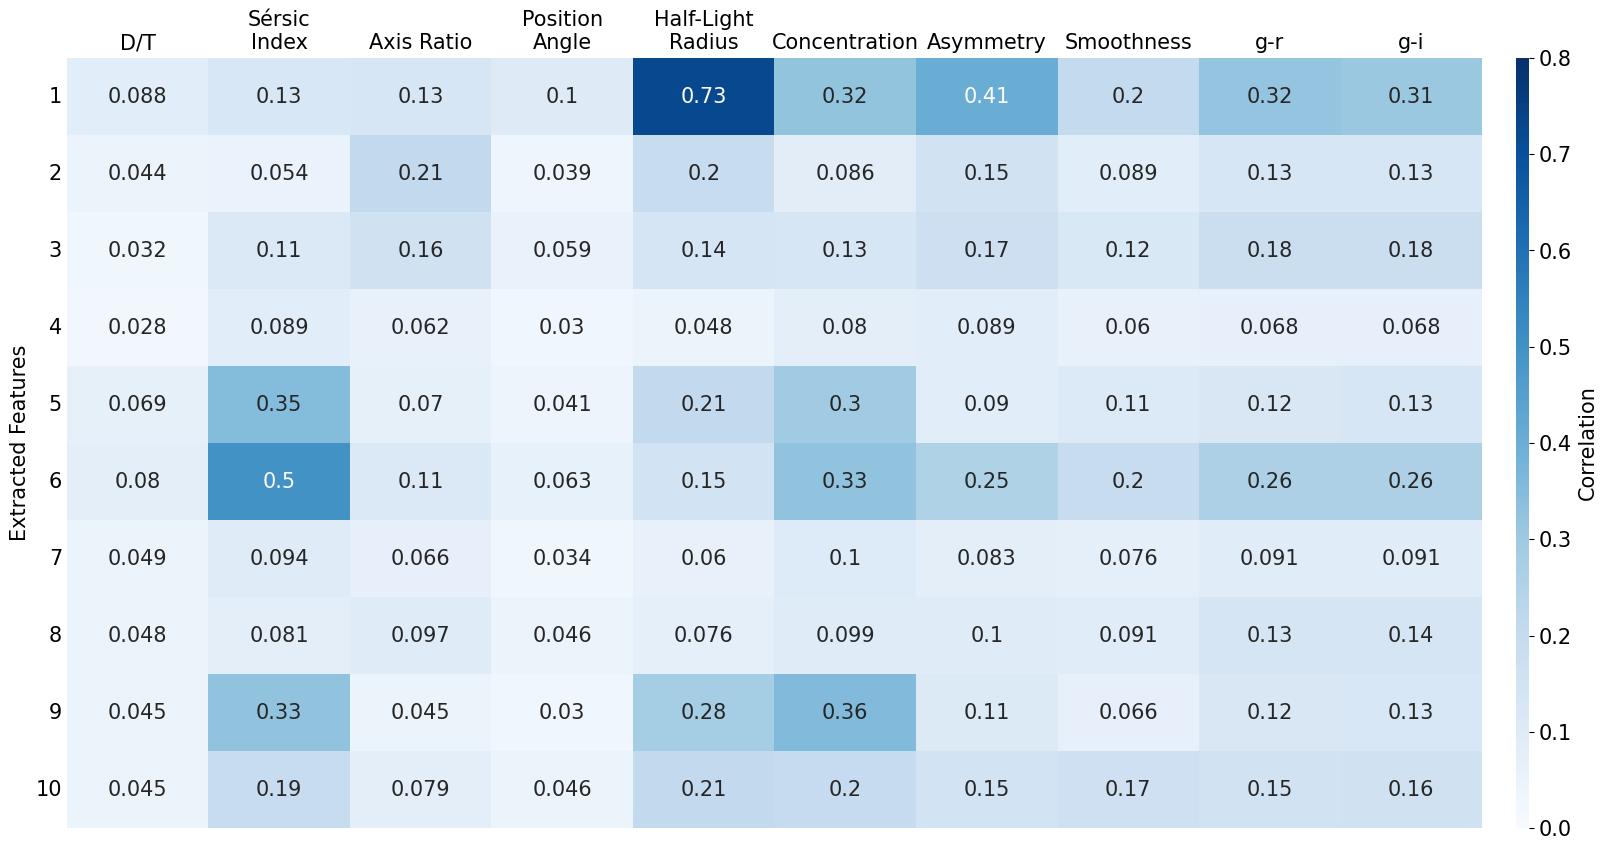 D/T Sérsic Index Axis Ratio Position Angle Half-Light Radius Concentration Asymmetry Smoothness g-r g-i
1 0.088 0.13 0.13 0.1 0.73 0.32 0.41 0.2 0.32 0.31
2 0.044 0.054 0.21 0.039 0.2 0.086 0.15 0.089 0.13 0.13
3 0.032 0.11 0.16 0.059 0.14 0.13 0.17 0.12 0.18 0.18
4 0.028 0.089 0.062 0.03 0.048 0.08 0.089 0.06 0.068 0.068
5 0.069 0.35 0.07 0.041 0.21 0.3 0.09 0.11 0.12 0.13
6 0.08 0.5 0.11 0.063 0.15 0.33 0.25 0.2 0.26 0.26
7 0.049 0.094 0.066 0.034 0.06 0.1 0.083 0.076 0.091 0.091
8 0.048 0.081 0.097 0.046 0.076 0.099 0.1 0.091 0.13 0.14
9 0.045 0.33 0.045 0.03 0.28 0.36 0.11 0.066 0.12 0.13
10 0.045 0.19 0.079 0.046 0.21 0.2 0.15 0.17 0.15 0.16
Extracted Features
0.8
0.7
0.6
0.5
0.4
0.3
0.2
0.1
0.0
Correlation